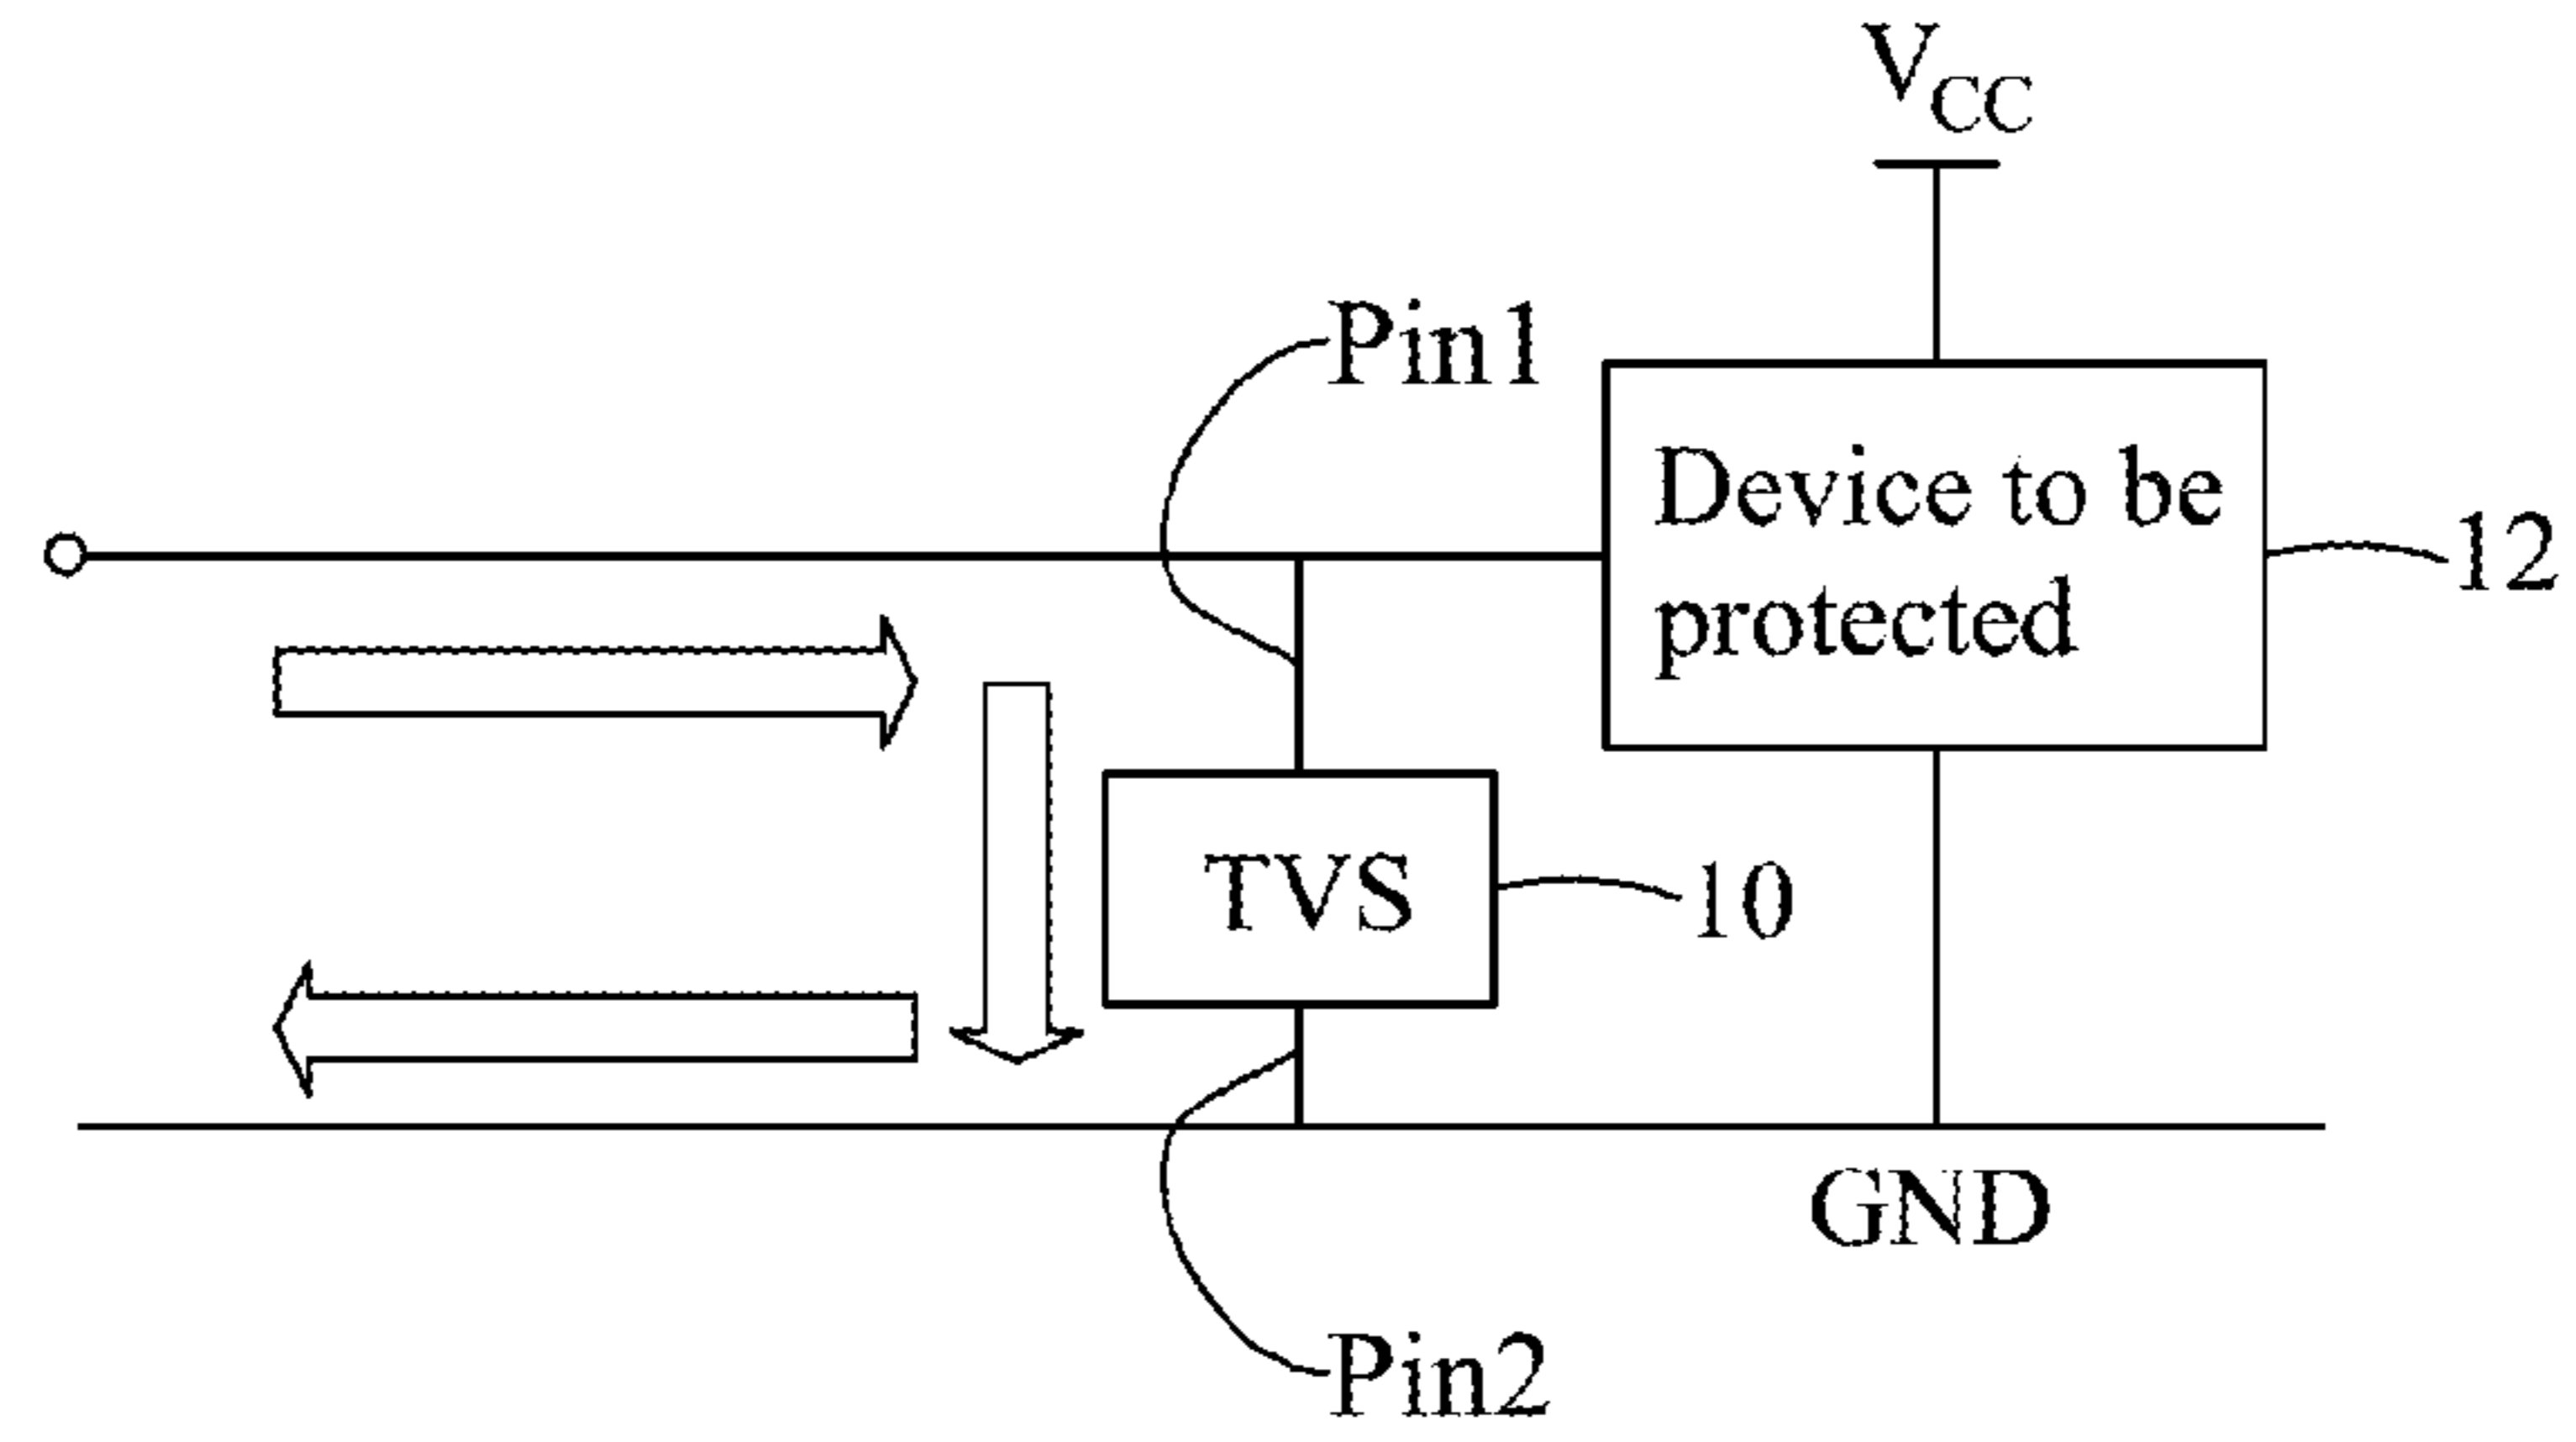 VCC
Pin1
Device to be
protected
12
TVS
10
GND
Pin2